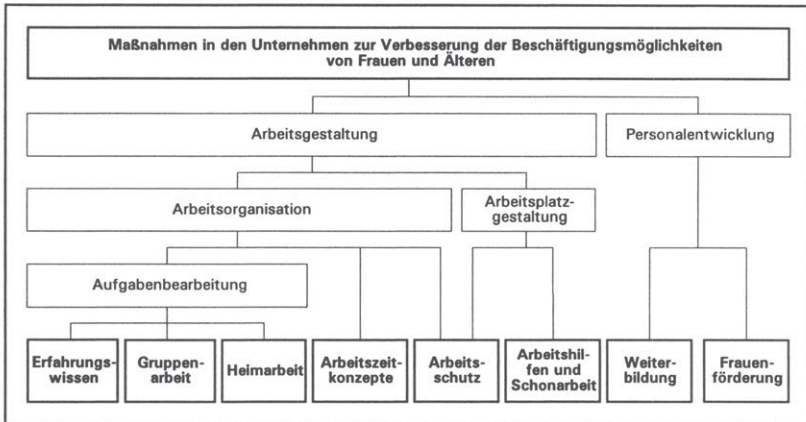 Maßnahmen in den Unternehmen zur Verbesserung der Beschäftigungsmöglichkeiten
von Frauen und Älteren
Arbeitsgestaltung
Personalentwicklung
Arbeitsorganisation
Arbeitsplatz-
gestaltung
Aufgabenbearbeitung
Erfahrungs-
wissen
Gruppen-
arbeit
Heimarbeit
Arbeitszeit-
konzepte
Arbeits-
schutz
Arbeitshil-
fen und
Schonarbeit
Weiter-
bildung
Frauen-
förderung